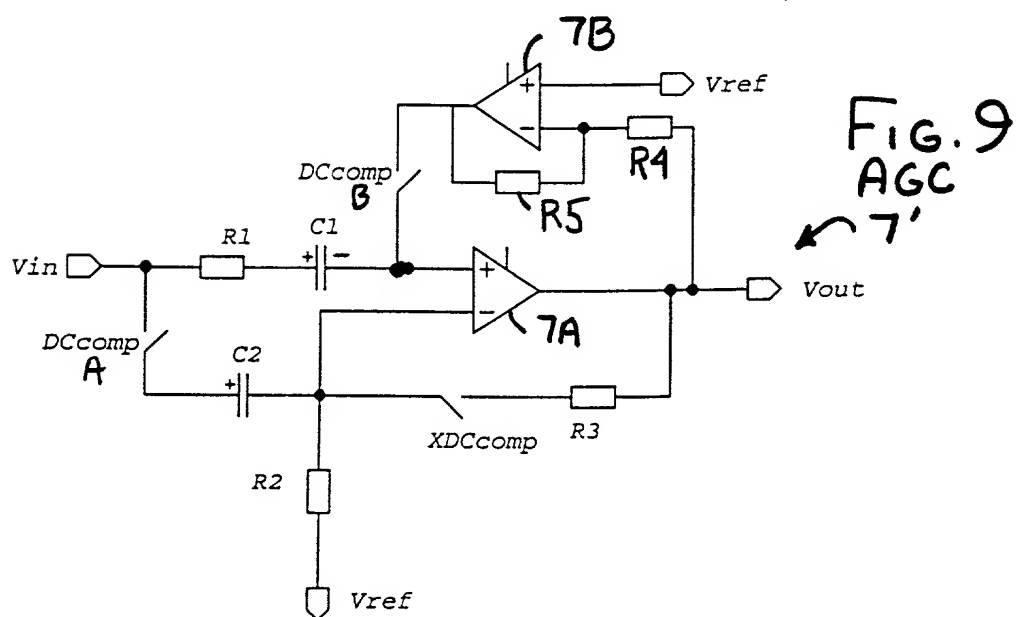 7B
+
Vref
FIG. 9
AGC
7'
-
R4
DCcomp
B
R5
C1
+ -
R1
Vin
+
-
7A
Vout
DCcomp
A
C2
+
XDCcomp
R3
R2
Vref